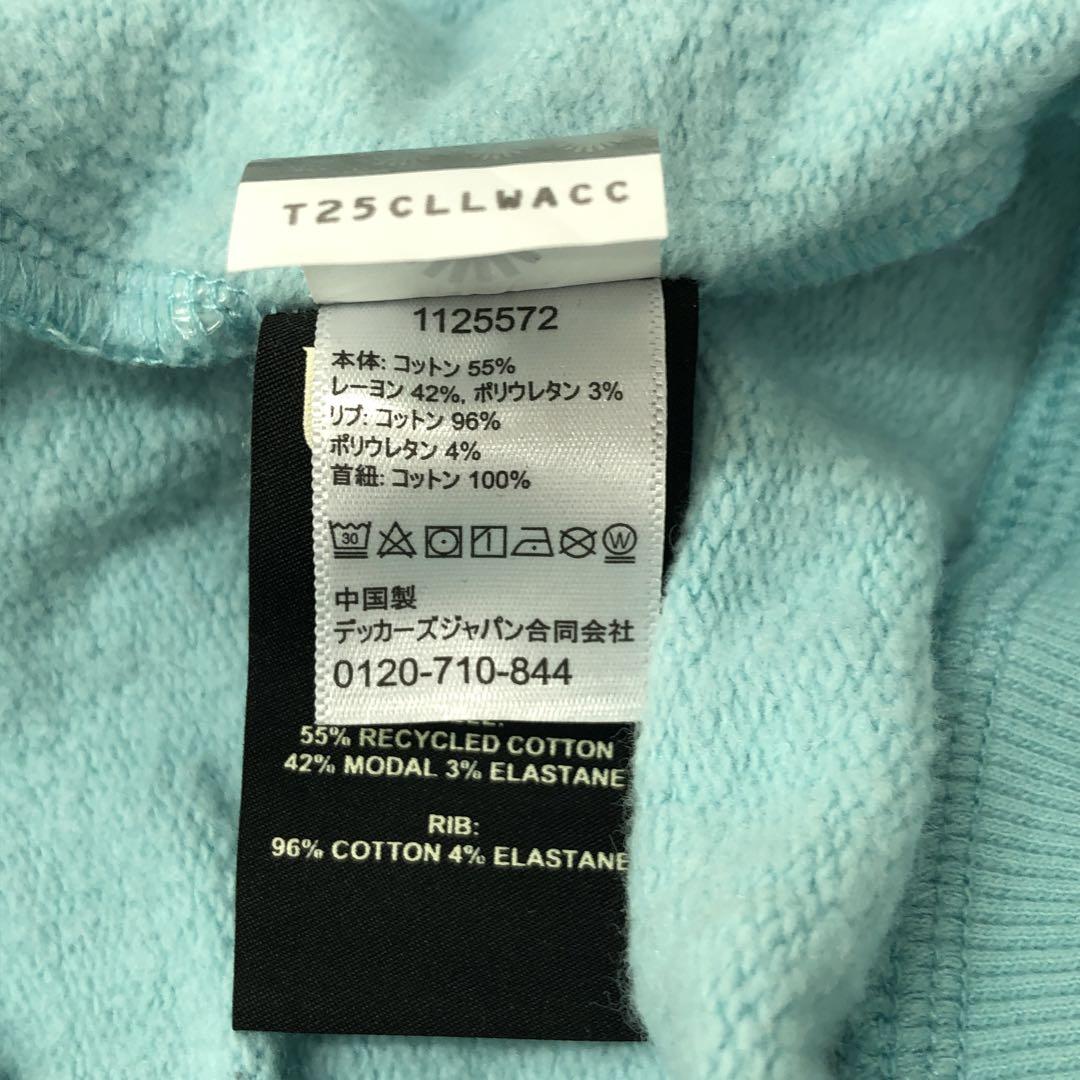 T25CLLWACC
1125572
本体: コットン 55%
レーヨン 42%, ポリウレタン 3%
リブ: コットン 96%
ポリウレタン 4%
首紐: コットン 100%
30 1 W
中国製
デッカーズジャパン合同会社
0120-710-844
55% RECYCLED COTTON
42% MODAL 3% ELASTANE
RIB:
96% COTTON 4% ELASTANE